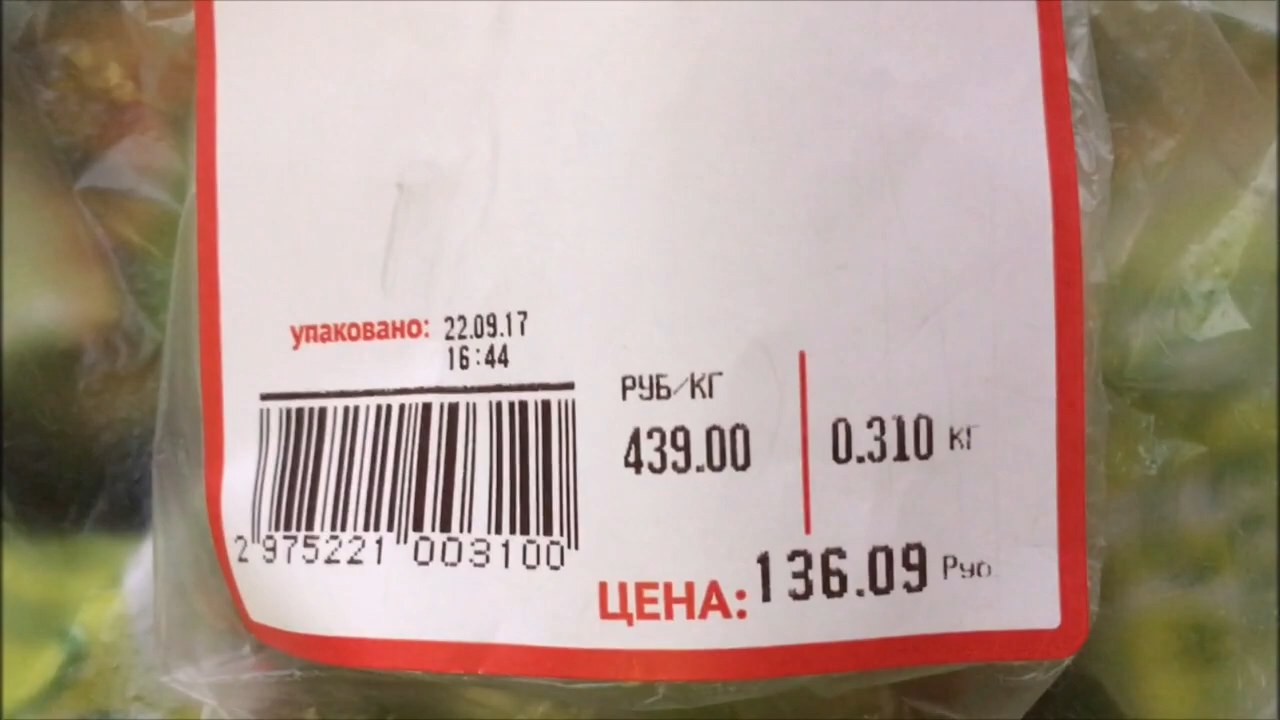 упаковано: 22.09.17
16:44
РУБ/КГ
439.00
0.310 кг
2 975221 003100
ЦЕНА: 136.09 Руб